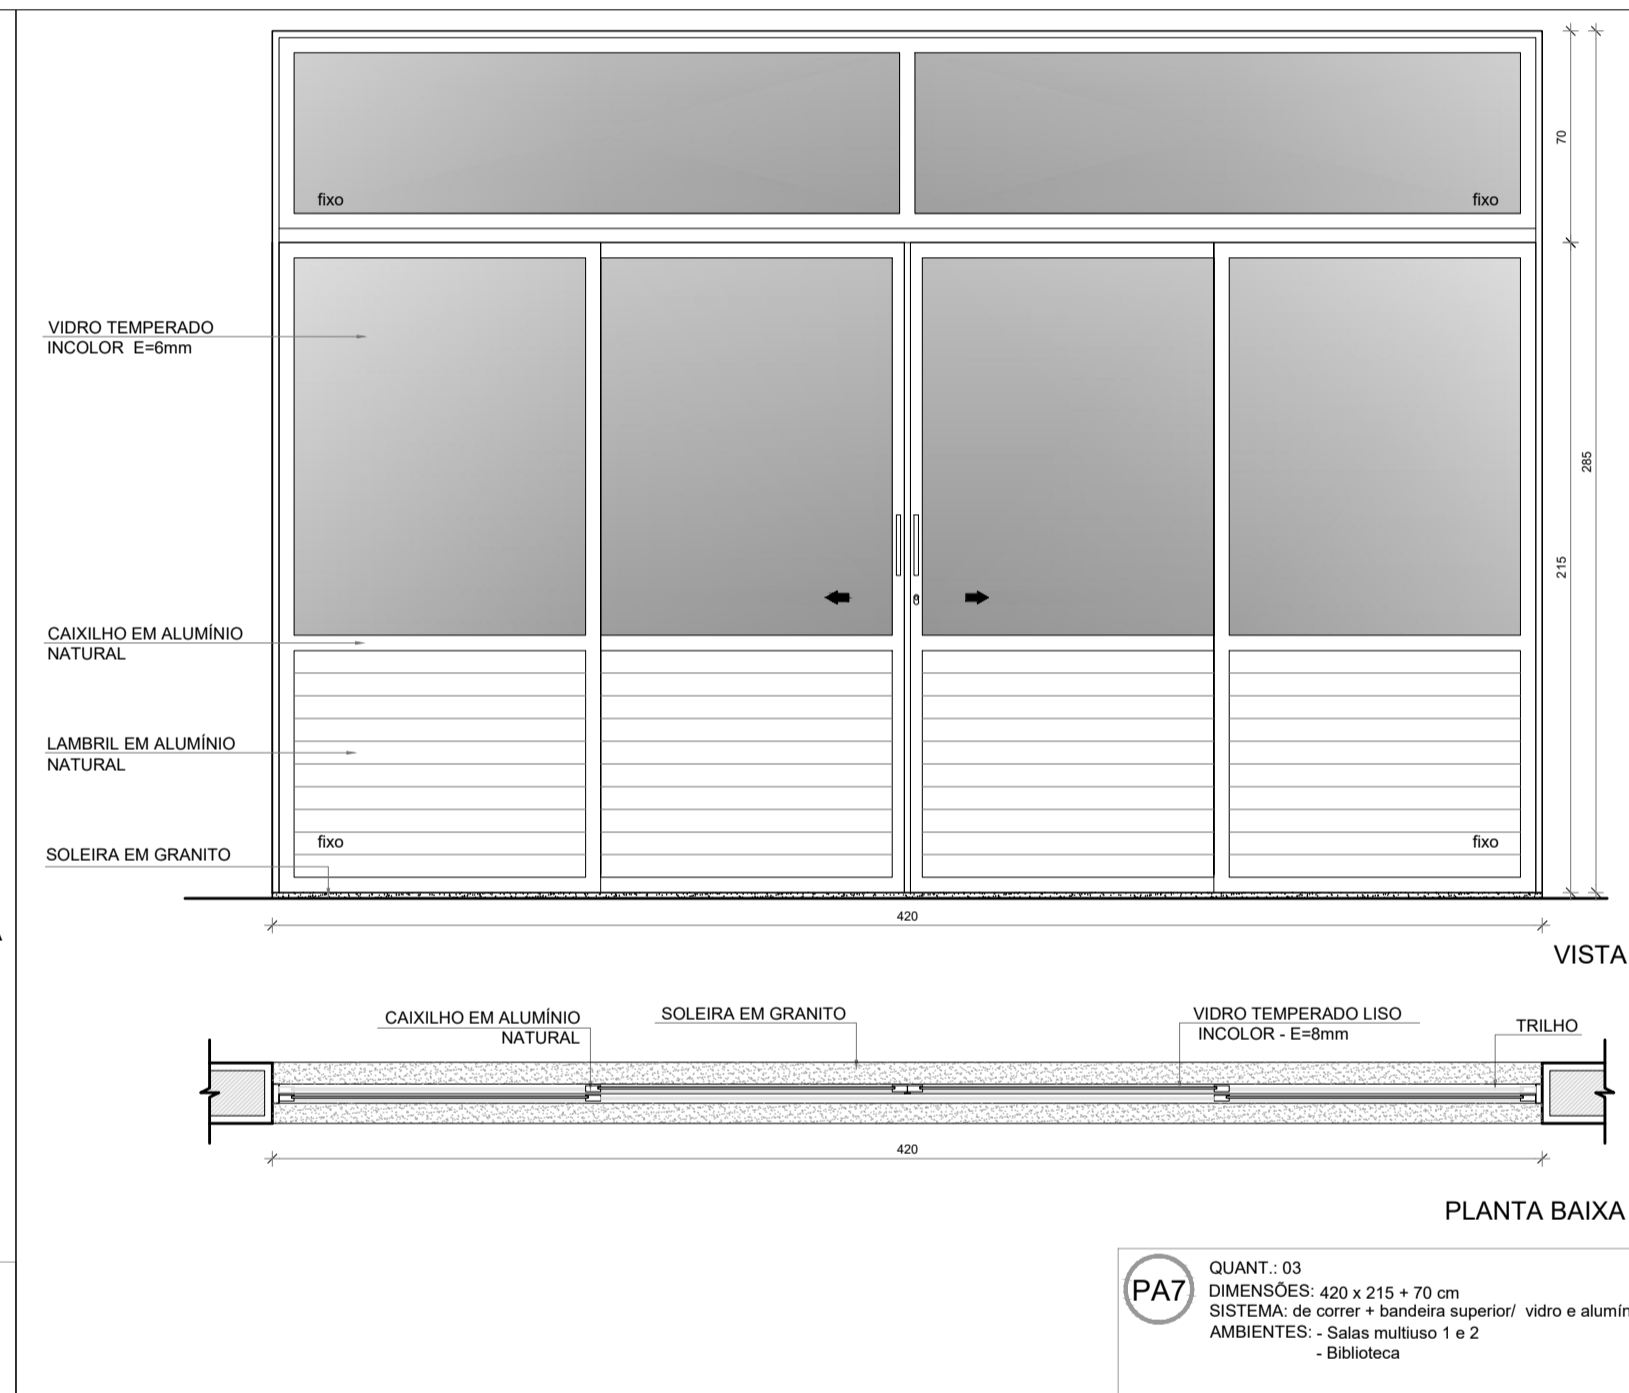 fixo
fixo
70
VIDRO TEMPERADO
INCOLOR E=6mm
285
215
CAIXILHO EM ALUMÍNIO
NATURAL
LAMBRIL EM ALUMÍNIO
NATURAL
fixo
fixo
SOLEIRA EM GRANITO
420
VISTA
CAIXILHO EM ALUMÍNIO
NATURAL
SOLEIRA EM GRANITO
VIDRO TEMPERADO LISO
INCOLOR - E=8mm
TRILHO
420
PLANTA BAIXA
PA7
QUANT.: 03
DIMENSÕES: 420 x 215 + 70 cm
SISTEMA: de correr + bandeira superior/ vidro e alumín
AMBIENTES: - Salas multiuso 1 e 2
- Biblioteca